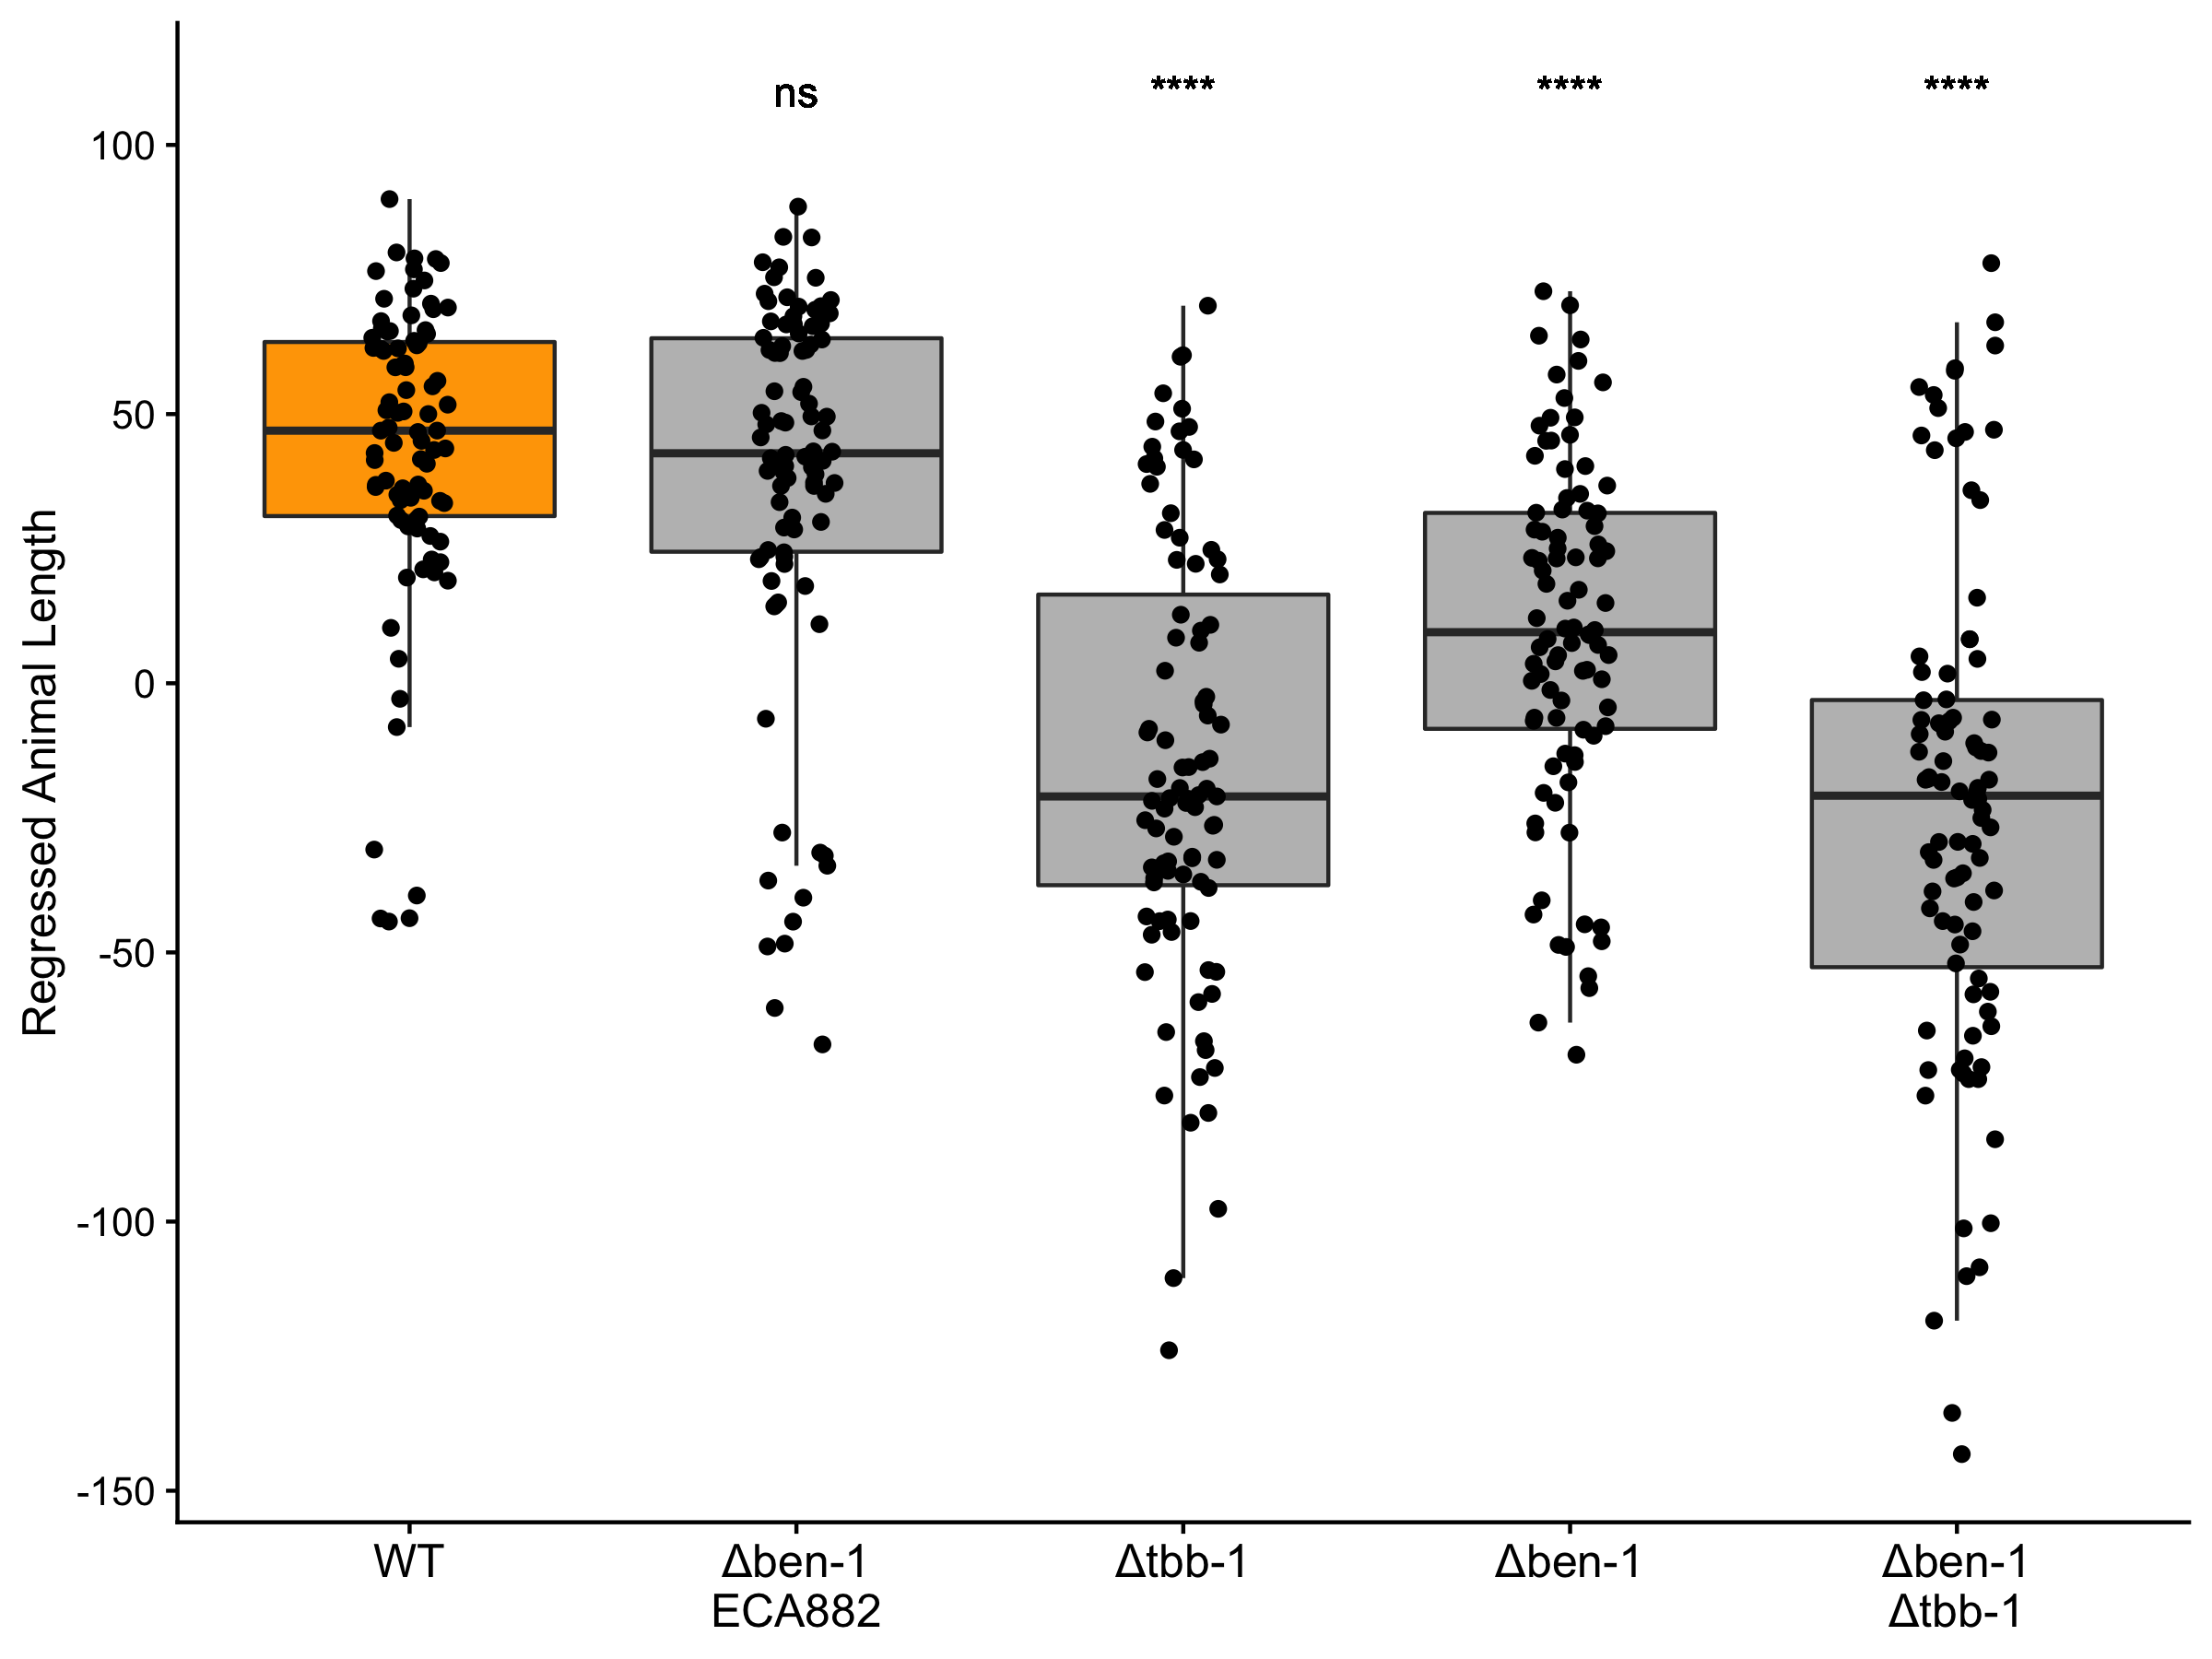 ns
****
****
****
100
50
0
-50
-100
-150
Regressed Animal Length
WT
Δben-1
ECA882
Δtbb-1
Δben-1
Δben-1
Δtbb-1